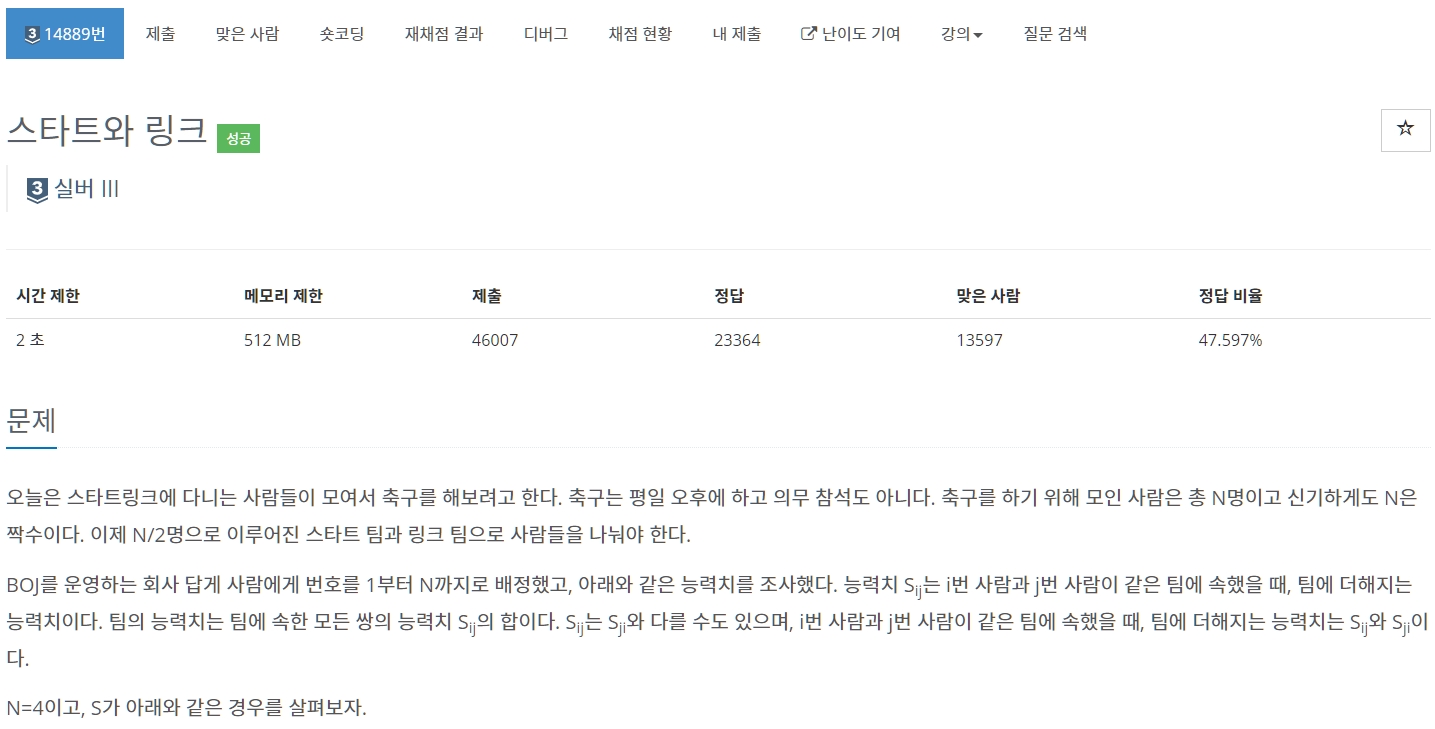 3 14889번 제출 맞은 사람 숏코딩 재채점 결과 디버그 채점 현황 내 제출 난이도 기여 강의 질문 검색
스타트와 링크 성공
3 실버 III
시간 제한 메모리 제한 제출 정답 맞은 사람 정답 비율
2 초 512 MB 46007 23364 13597 47.597%
문제
오늘은 스타트링크에 다니는 사람들이 모여서 축구를 해보려고 한다. 축구는 평일 오후에 하고 의무 참석도 아니다. 축구를 하기 위해 모인 사람은 총 N명이고 신기하게도 N은
짝수이다. 이제 N/2명으로 이루어진 스타트 팀과 링크 팀으로 사람들을 나눠야 한다.
BOJ를 운영하는 회사 답게 사람에게 번호를 1부터 N까지로 배정했고, 아래와 같은 능력치를 조사했다. 능력치 Sij는 i번 사람과 j번 사람이 같은 팀에 속했을 때, 팀에 더해지는
능력치이다. 팀의 능력치는 팀에 속한 모든 쌍의 능력치 Sij의 합이다. Sij는 Sji와 다를 수도 있으며, i번 사람과 j번 사람이 같은 팀에 속했을 때, 팀에 더해지는 능력치는 Sij와 Sji이
다.
N=4이고, S가 아래와 같은 경우를 살펴보자.